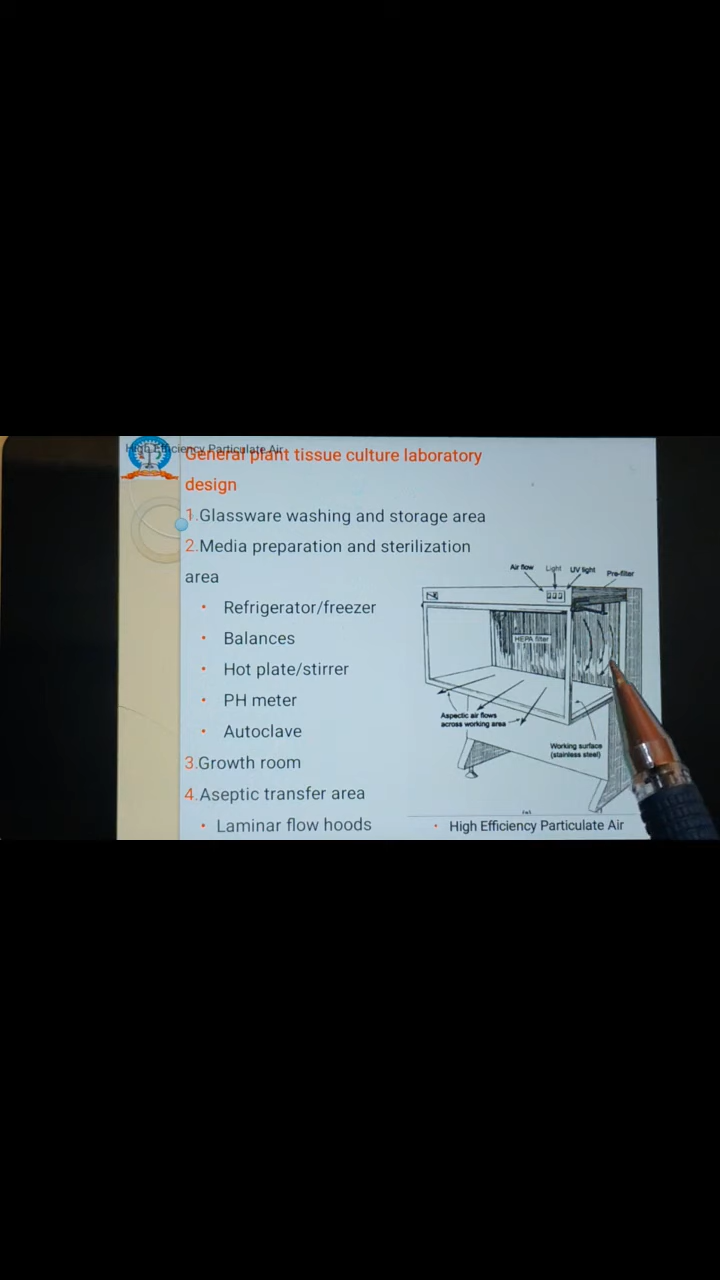 High Efficiency Particulate Air
General plant tissue culture laboratory
design
1.Glassware washing and storage area
2.Media preparation and sterilization
area
• Refrigerator/freezer
• Balances
• Hot plate/stirrer
• PH meter
• Autoclave
3.Growth room
4.Aseptic transfer area
• Laminar flow hoods
Air flow
Light
UV light
Pre-filter
HEPA filter
Aspectic air flows
across working area
Working surface
(stainless steel)
• High Efficiency Particulate Air